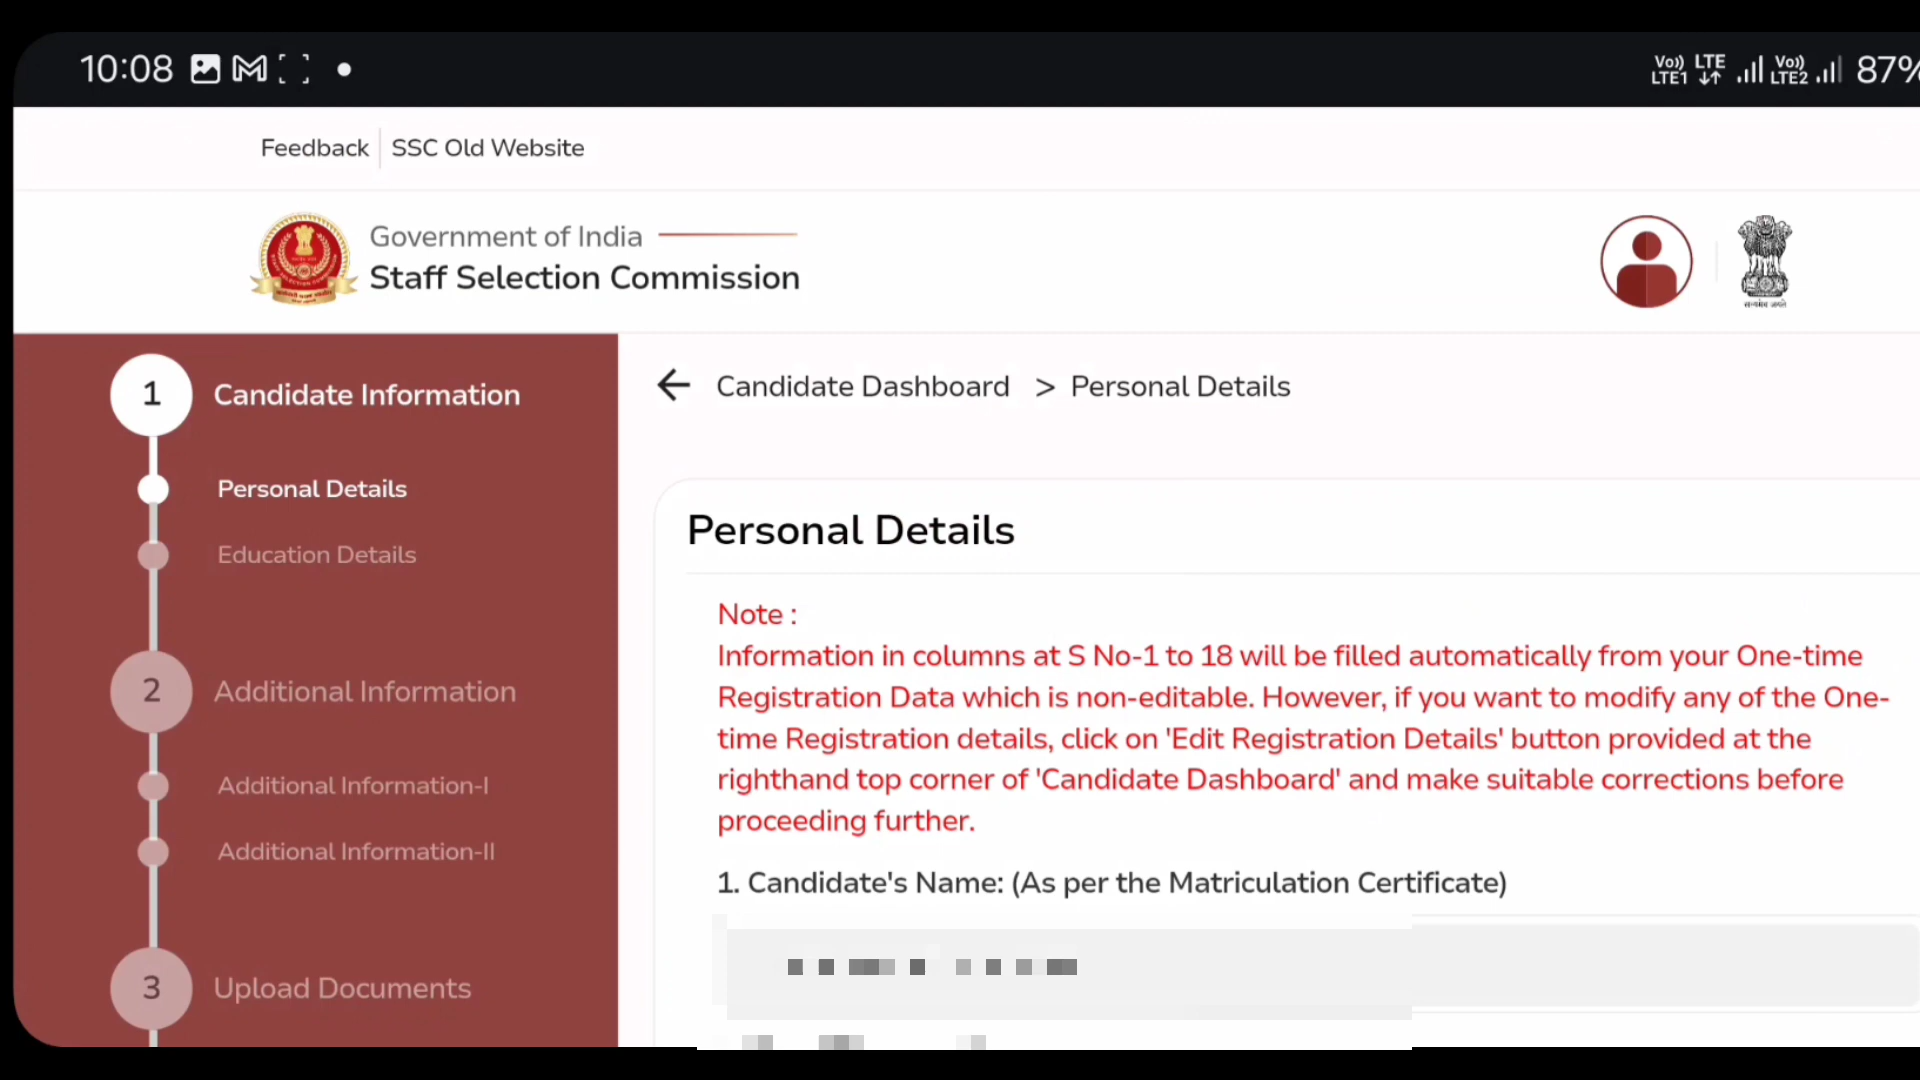 10:08
Vo)) LTE
LTE1
Vo))
LTE2
87%
Feedback
SSC Old Website
Government of India
Staff Selection Commission
1
Candidate Information
Personal Details
Education Details
2
Additional Information
Additional Information-I
Additional Information-II
3
Upload Documents
Candidate Dashboard > Personal Details
Personal Details
Note :
Information in columns at S No-1 to 18 will be filled automatically from your One-time
Registration Data which is non-editable. However, if you want to modify any of the One-
time Registration details, click on 'Edit Registration Details' button provided at the
righthand top corner of 'Candidate Dashboard' and make suitable corrections before
proceeding further.
1. Candidate's Name: (As per the Matriculation Certificate)